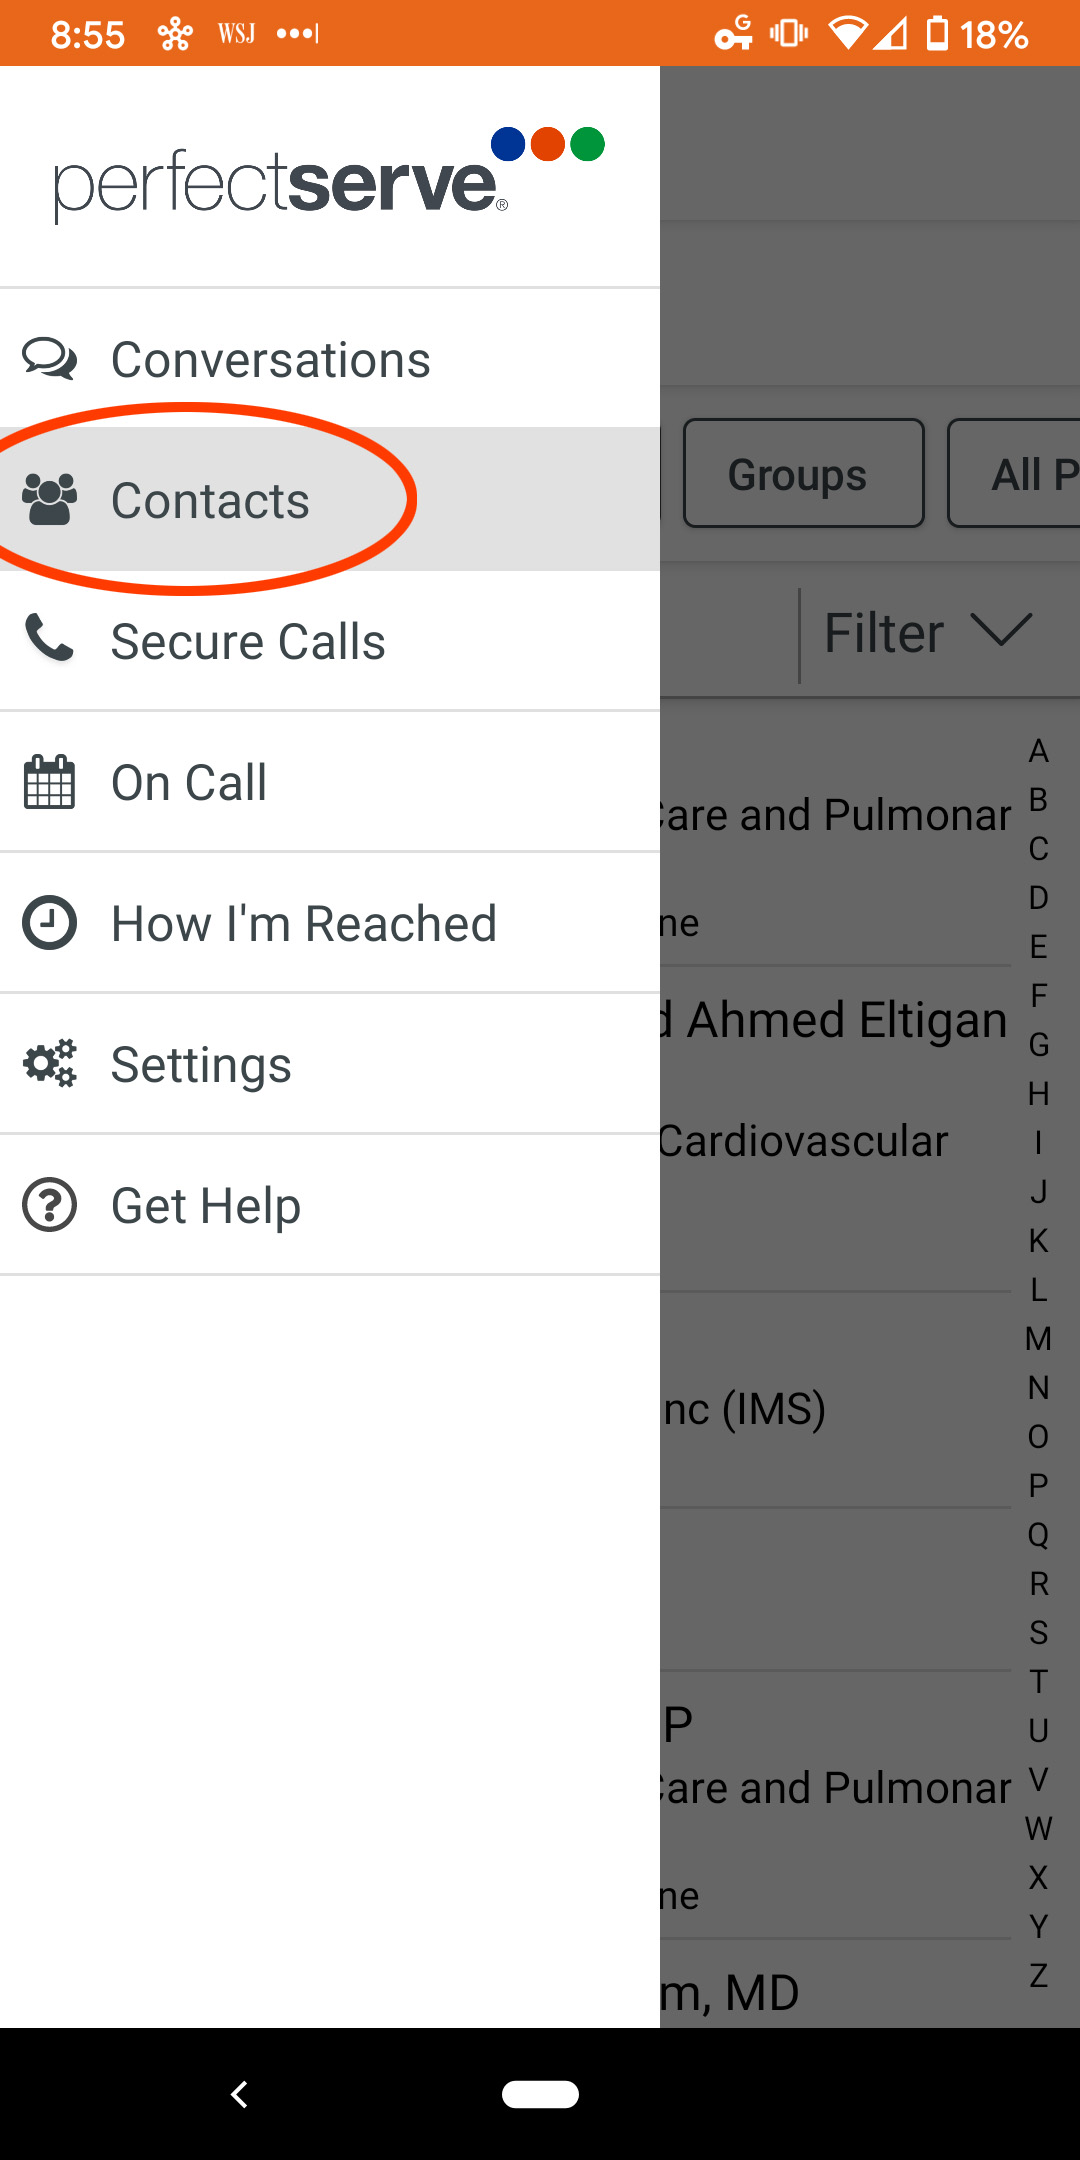 8:55 WSJ G 18%
perfectserve®
Conversations
Contacts
Secure Calls
On Call
How I'm Reached
Settings
Get Help
Groups All P
Filter
are and Pulmonar
ne
d Ahmed Eltigan
Cardiovascular
nc (IMS)
P
are and Pulmonar
ne
m, MD
A
B
C
D
E
F
G
H
I
J
K
L
M
N
O
P
Q
R
S
T
U
V
W
X
Y
Z